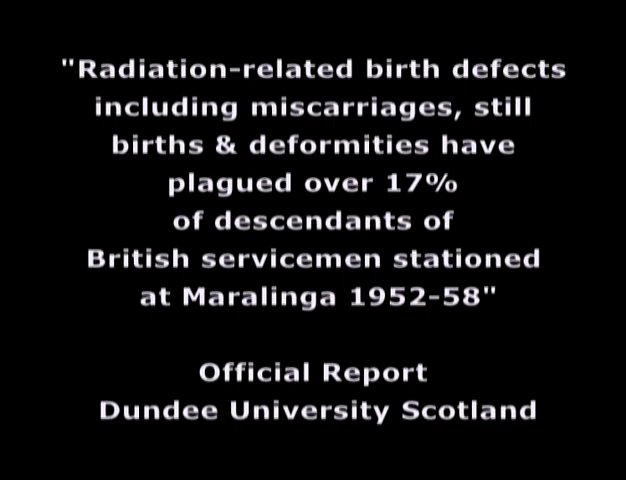 "Radiation-related birth defects
including miscarriages, still
births & deformities have
plagued over 17%
of descendants of
British servicemen stationed
at Maralinga 1952-58"
Official Report
Dundee University Scotland